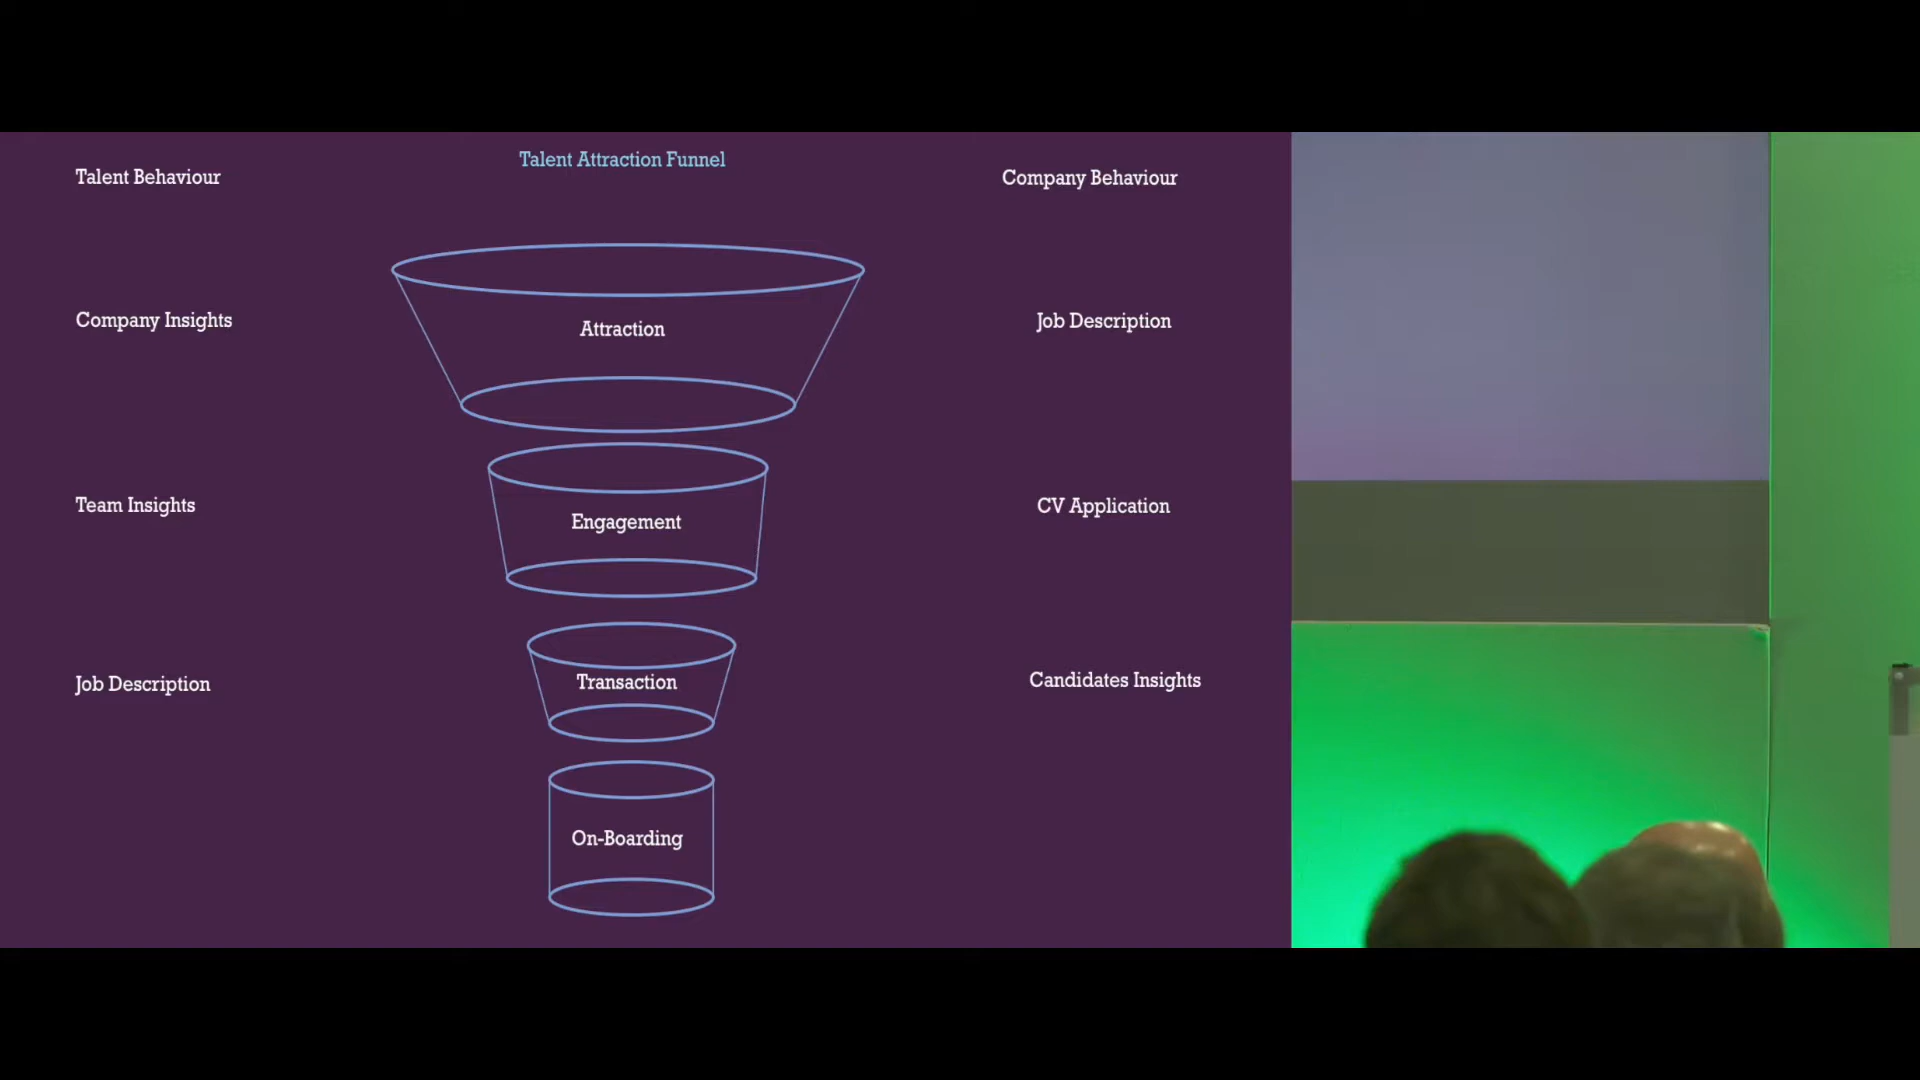 Talent Attraction Funnel
Talent Behaviour
Company Behaviour
Company Insights
Attraction
Job Description
Team Insights
Engagement
CV Application
Job Description
Transaction
Candidates Insights
On-Boarding